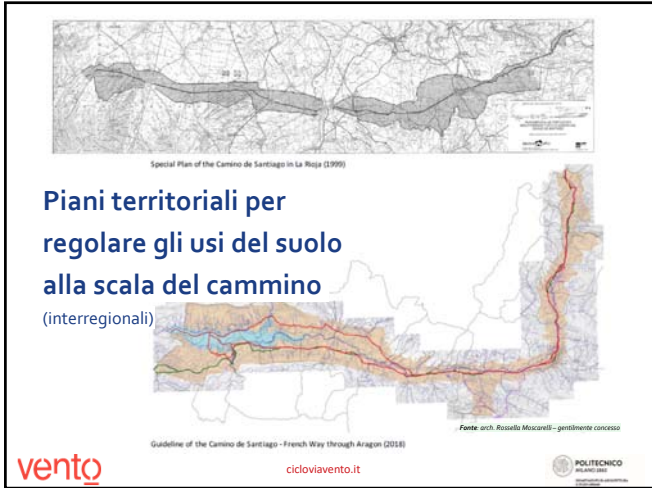 Special Plan of the Camino de Santiago in La Rioja (1999)
Piani territoriali per
regolare gli usi del suolo
alla scala del cammino
(interregionali)
Fonte: arch. Rossella Moscarelli – gentilmente concesso
Guideline of the Camino de Santiago - French Way through Aragon (2018)
vento
cicloviavento.it
POLITECNICO
MILANO 1863